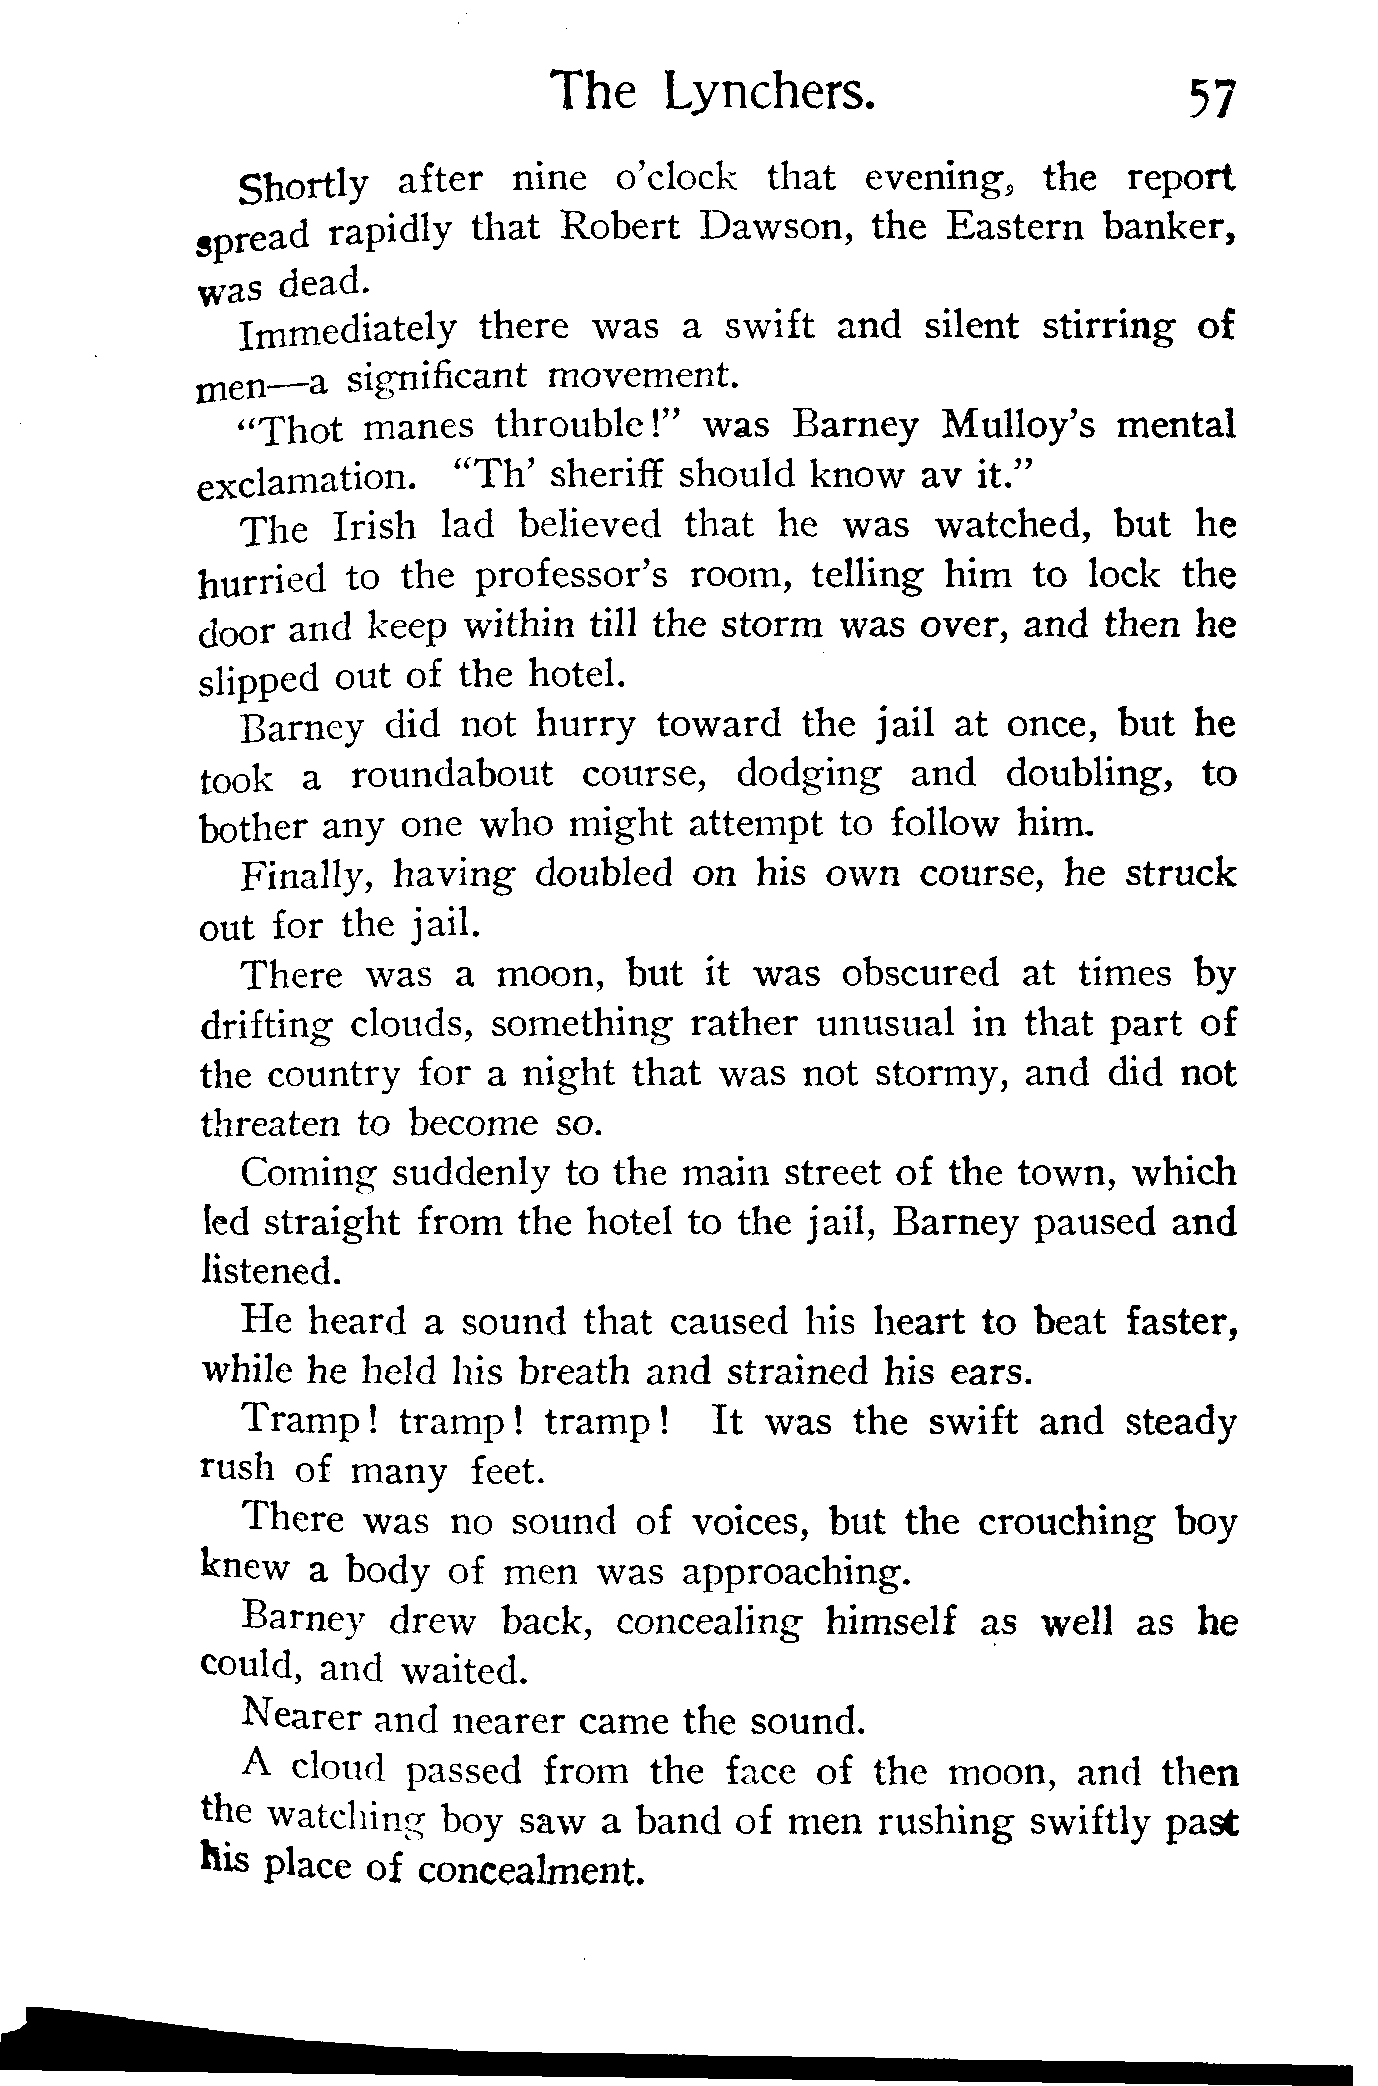 The Lynchers. 57
Shortly after nine o'clock that evening, the report
spread rapidly that Robert Dawson, the Eastern banker,
was dead.
Immediately there was a swift and silent stirring of
men—a significant movement.
"Thot manes throuble!" was Barney Mulloy's mental
exclamation. "Th' sheriff should know av it."
The Irish lad believed that he was watched, but he
hurried to the professor's room, telling him to lock the
door and keep within till the storm was over, and then he
slipped out of the hotel.
Barney did not hurry toward the jail at once, but he
took a roundabout course, dodging and doubling, to
bother any one who might attempt to follow him.
Finally, having doubled on his own course, he struck
out for the jail.
There was a moon, but it was obscured at times by
drifting clouds, something rather unusual in that part of
the country for a night that was not stormy, and did not
threaten to become so.
Coming suddenly to the main street of the town, which
led straight from the hotel to the jail, Barney paused and
listened.
He heard a sound that caused his heart to beat faster,
while he held his breath and strained his ears.
Tramp! tramp! tramp! It was the swift and steady
rush of many feet.
There was no sound of voices, but the crouching boy
knew a body of men was approaching.
Barney drew back, concealing himself as well as he
could, and waited.
Nearer and nearer came the sound.
A cloud passed from the face of the moon, and then
the watching boy saw a band of men rushing swiftly past
his place of concealment.